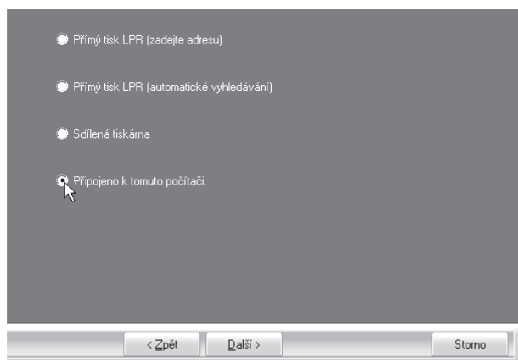 Přímý tisk LPR (zadejte adresu)
Přímý tisk LPR (automatické vyhledávání)
Sdílená tiskárna
Připojeno k tomuto počítači
< Zpět Další > Storno